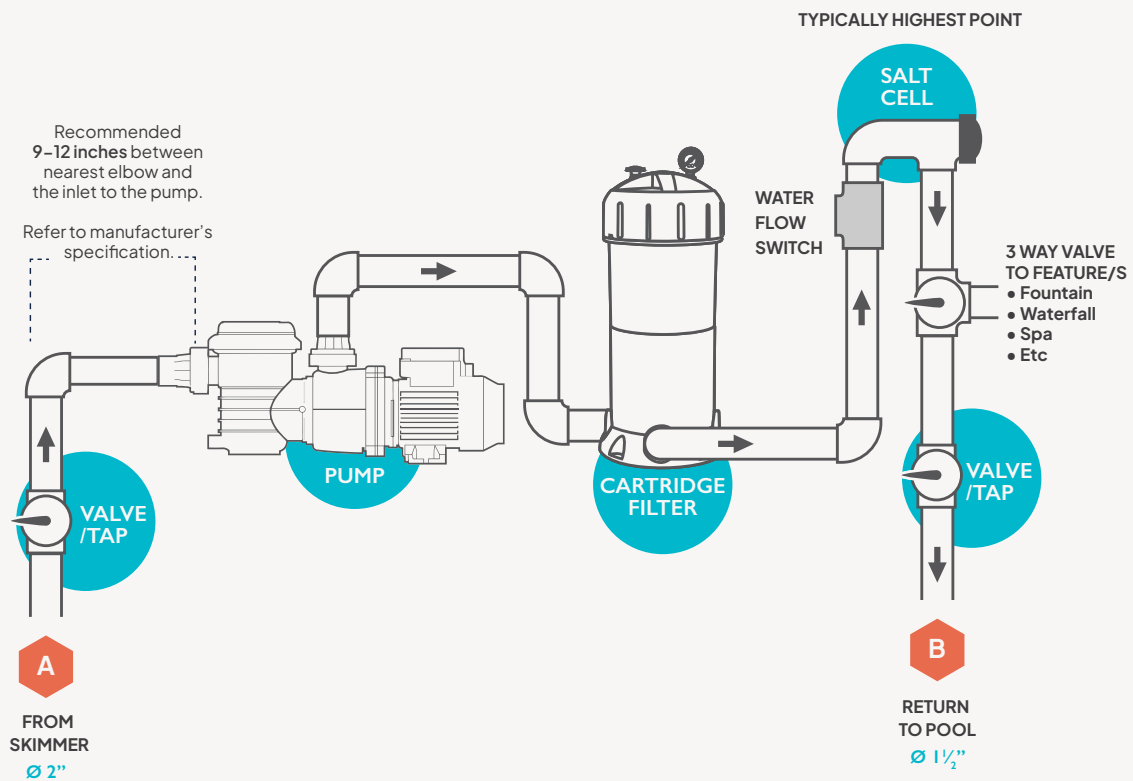 TYPICALLY HIGHEST POINT
SALT
CELL
Recommended
9–12 inches between
nearest elbow and
the inlet to the pump.
Refer to manufacturer's
specification.
WATER
FLOW
SWITCH
3 WAY VALVE
TO FEATURE/S
• Fountain
• Waterfall
• Spa
• Etc
PUMP
CARTRIDGE
FILTER
VALVE
/TAP
VALVE
/TAP
A
FROM
SKIMMER
Ø 2”
B
RETURN
TO POOL
Ø 1½”